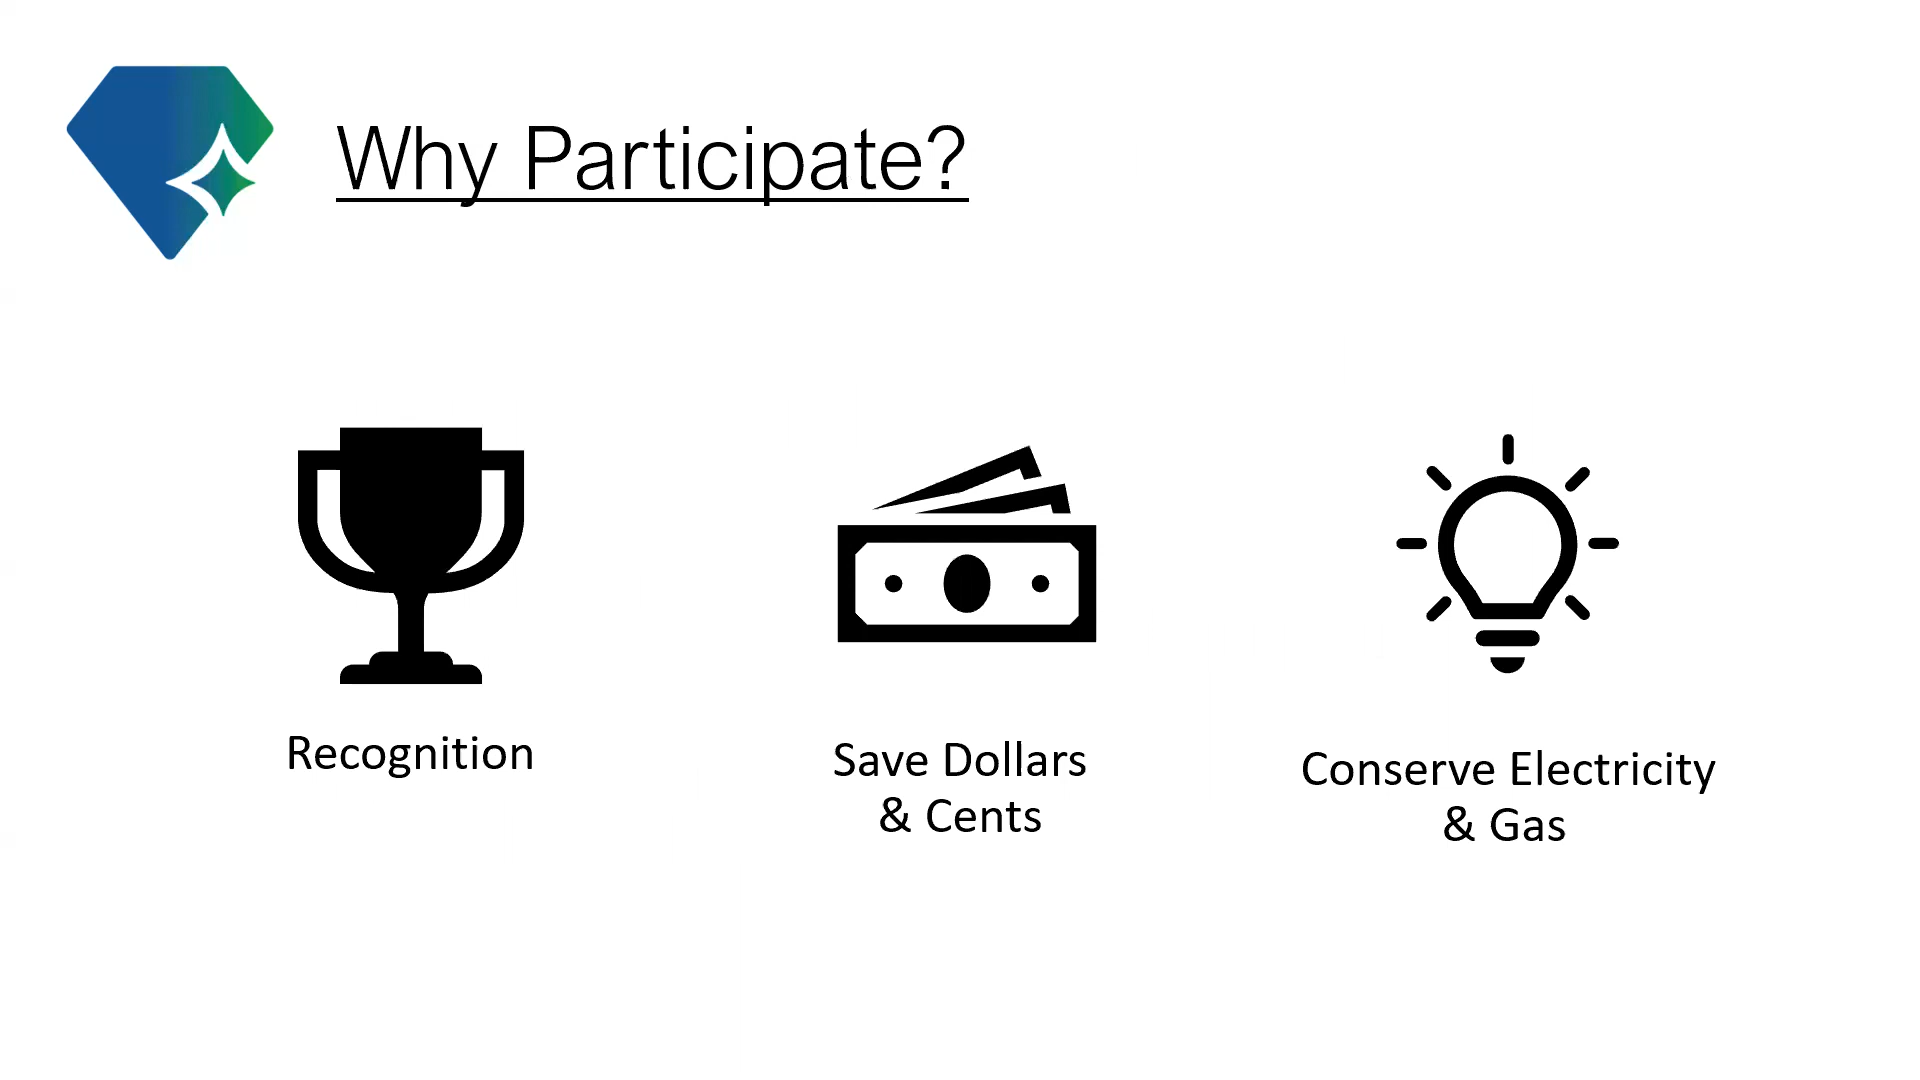 Why Participate?
Recognition
Save Dollars
& Cents
Conserve Electricity
& Gas